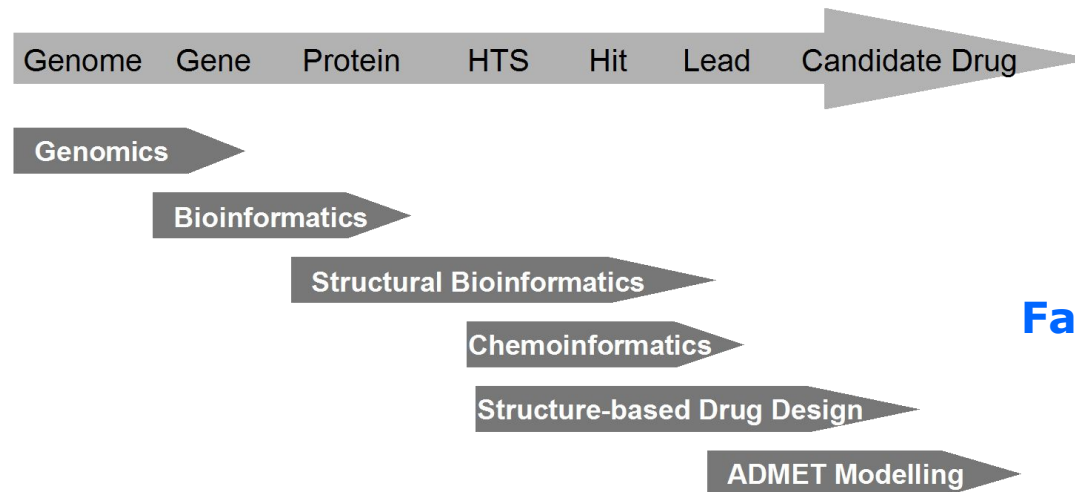 Genome Gene Protein HTS Hit Lead Candidate Drug
Genomics
Bioinformatics
Structural Bioinformatics
Fa
Chemoinformatics
Structure-based Drug Design
ADMET Modelling